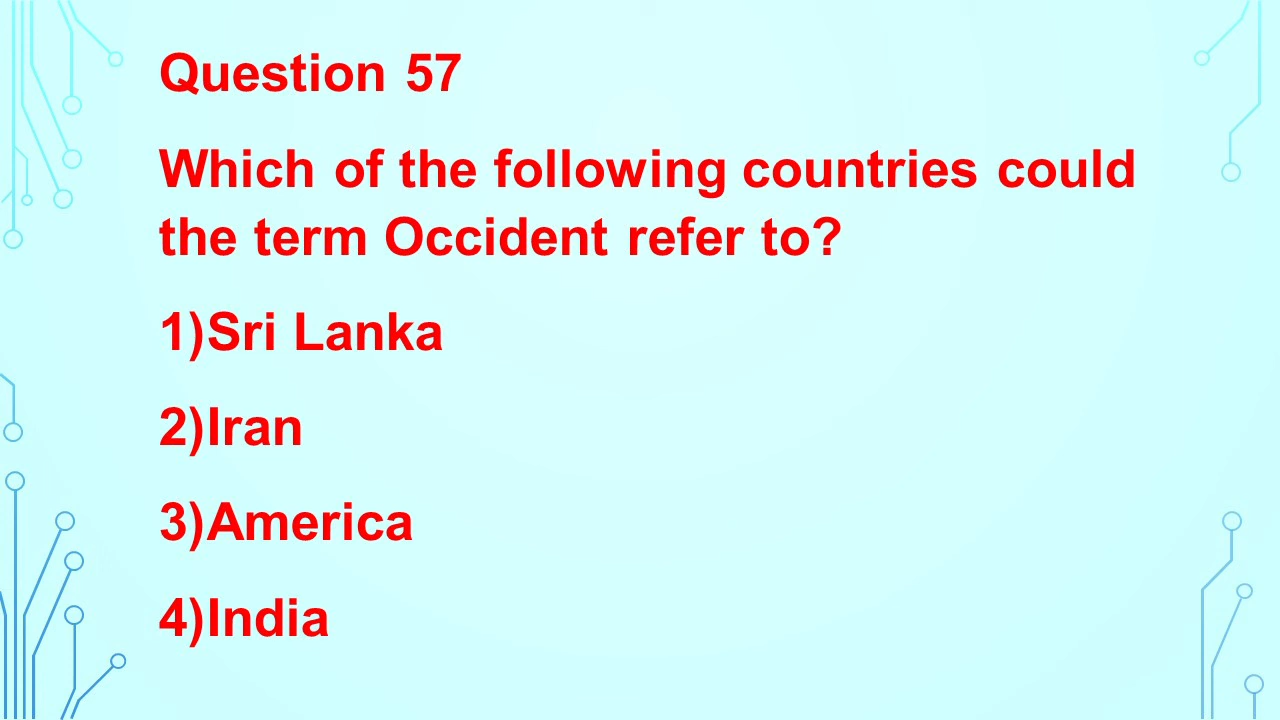 Question 57
Which of the following countries could
the term Occident refer to?
1)Sri Lanka
2)Iran
3)America
4)India